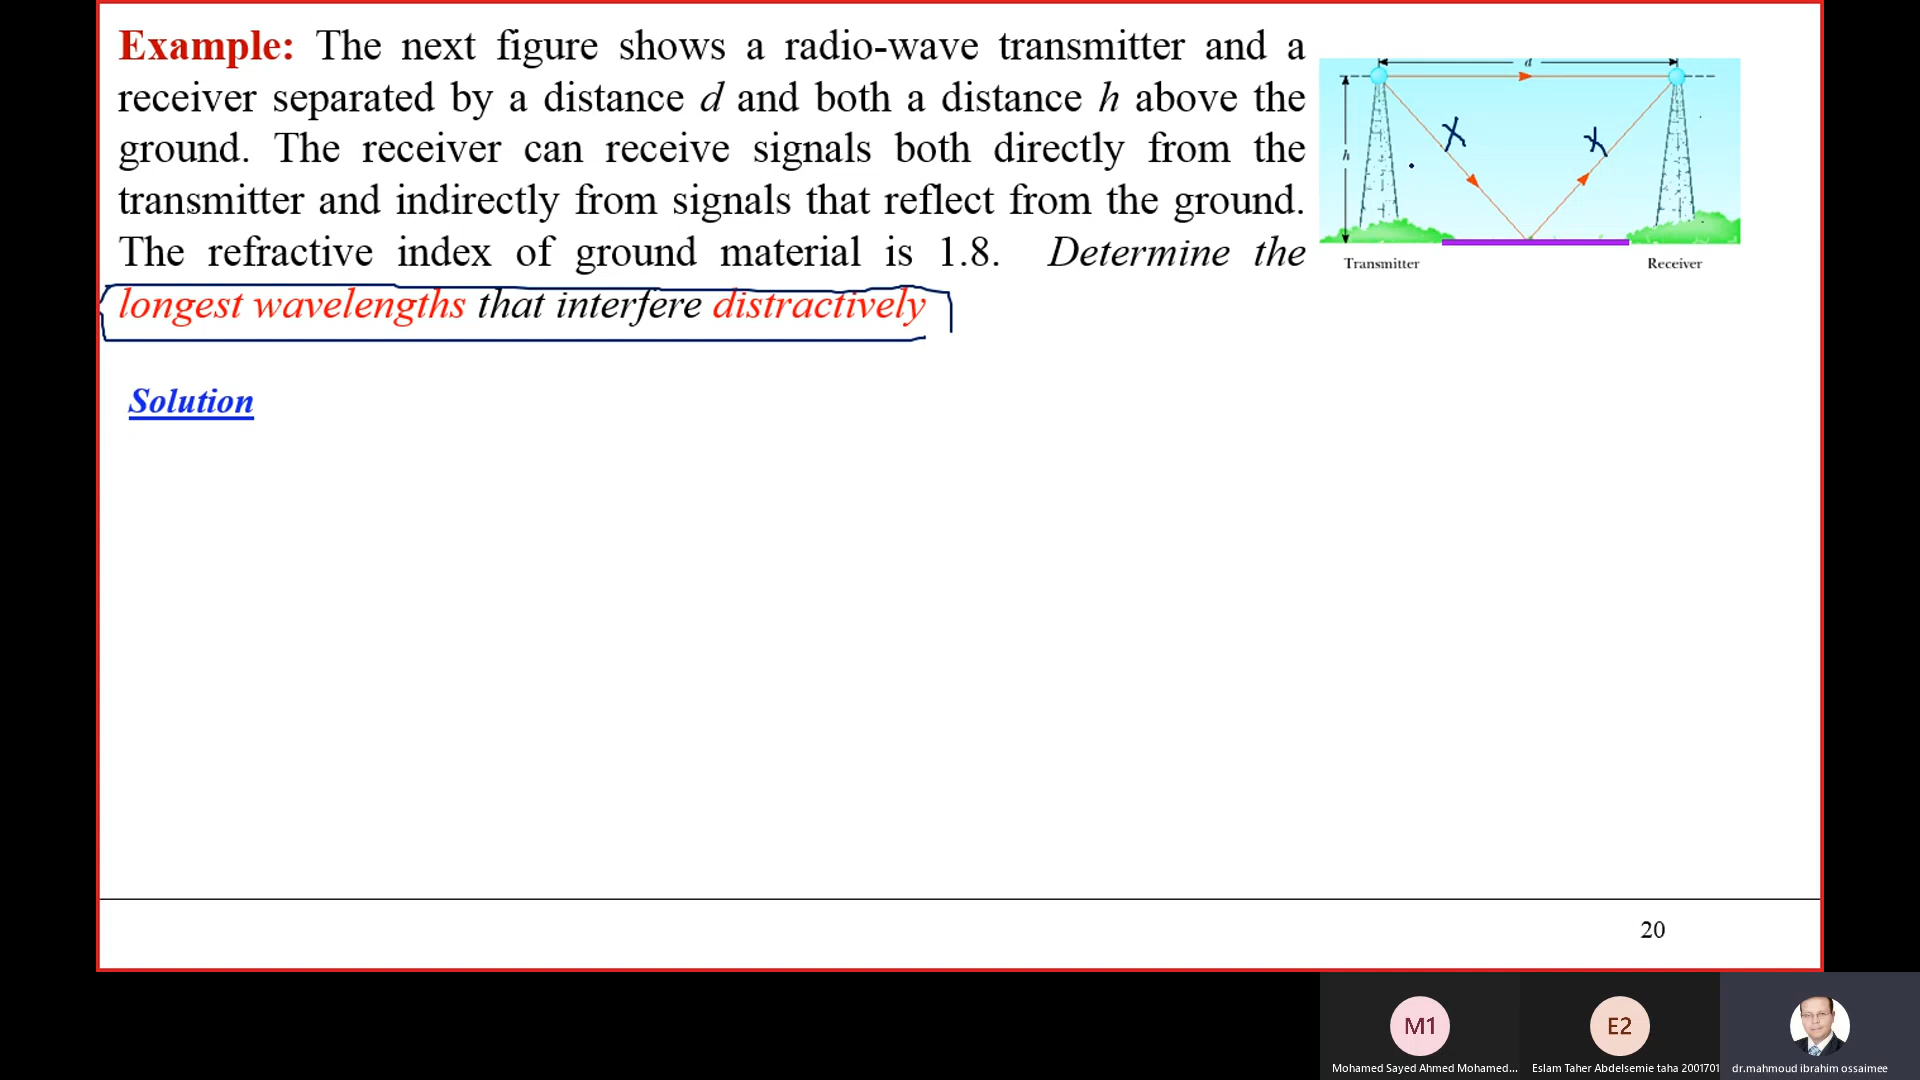 Example: The next figure shows a radio-wave transmitter and a
receiver separated by a distance d and both a distance h above the
ground. The receiver can receive signals both directly from the
transmitter and indirectly from signals that reflect from the ground.
The refractive index of ground material is 1.8. Determine the
longest wavelengths that interfere distractively
d
h
X
X
Transmitter
Receiver
Solution
20
M1
E2
Mohamed Sayed Ahmed Mohamed...
Eslam Taher Abdelsemie taha 2001701
dr.mahmoud ibrahim ossaimee